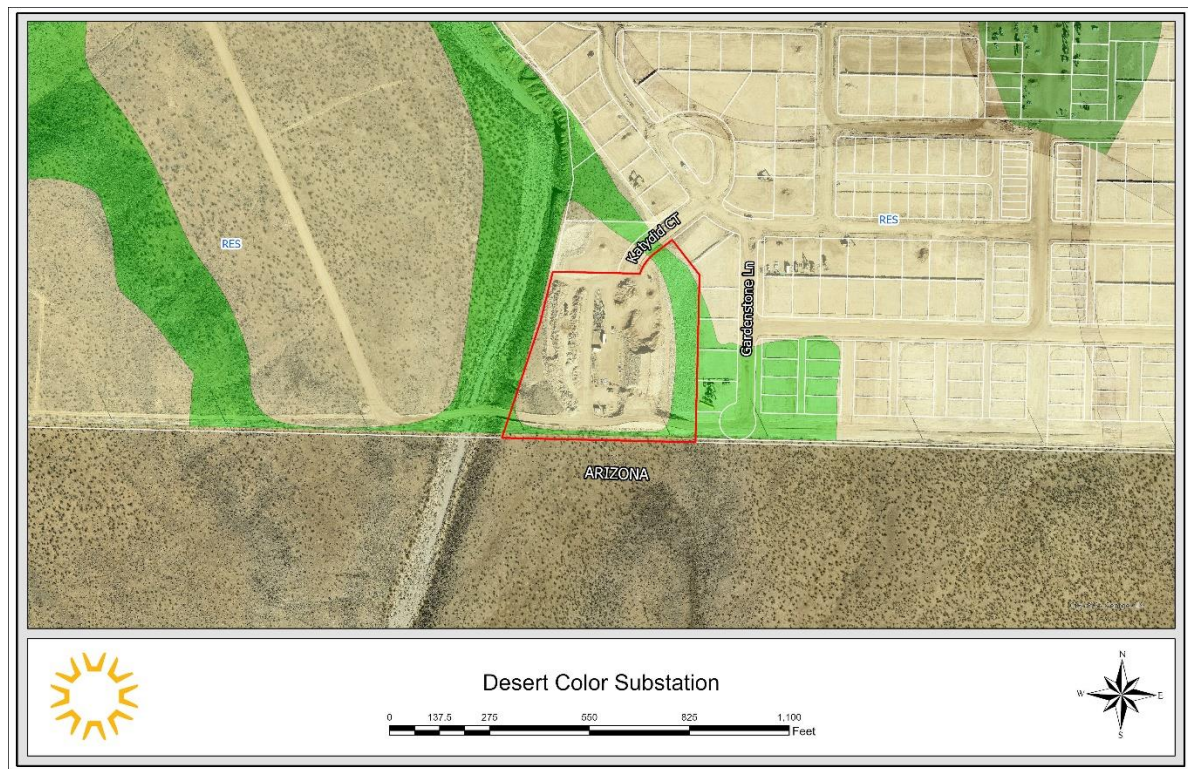 RES
RES
Katydid CT
Gardenstone Ln
ARIZONA
Desert Color Substation
0 137.5 275 550 825 1,100
Feet
N
W E
S